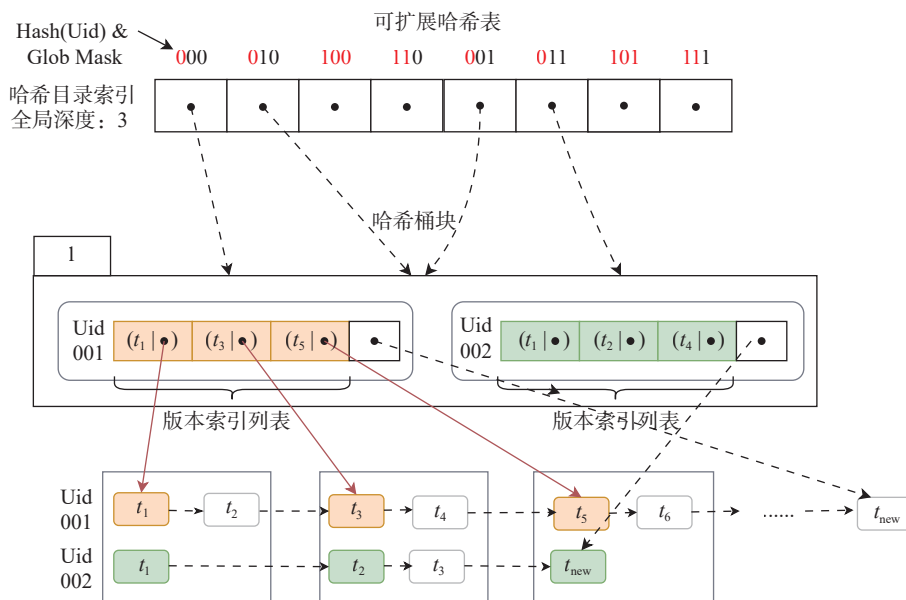 可扩展哈希表
Hash(Uid) &
Glob Mask
000 010 100 110 001 011 101 111
哈希目录索引
全局深度：3
哈希桶块
1
Uid
001
(t1 | •) (t3 | •) (t5 | •)
Uid
002
(t1 | •) (t2 | •) (t4 | •)
版本索引列表
版本索引列表
Uid
001
t1 t2 t3 t4 t5 t6 ...... tnew
Uid
002
t1 t2 t3 tnew